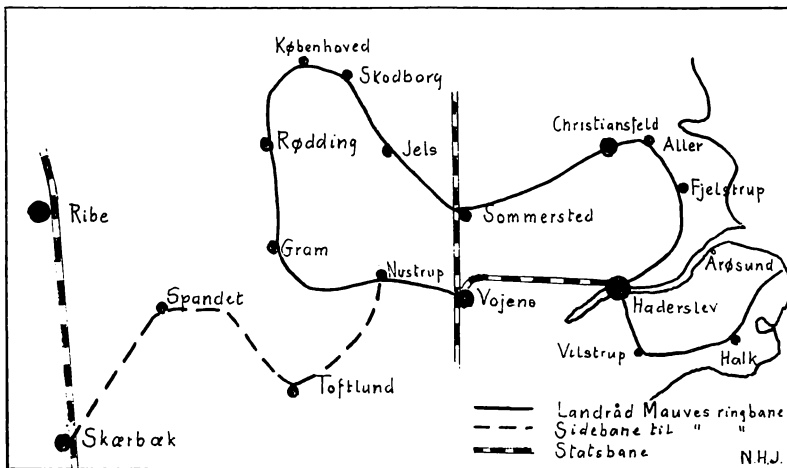 Københoved
Skodborg
Christiansfeld
Aller
Rødding
Jels
Fjelstrup
Ribe
Sommersted
Gram
Nustrup
Årøsund
Spandet
Vojens
Haderslev
Vilstrup
Halk
Toftlund
Skærbæk
Landråd Mauves ringbane
Sidebane til " "
Statsbane
N.H.J.